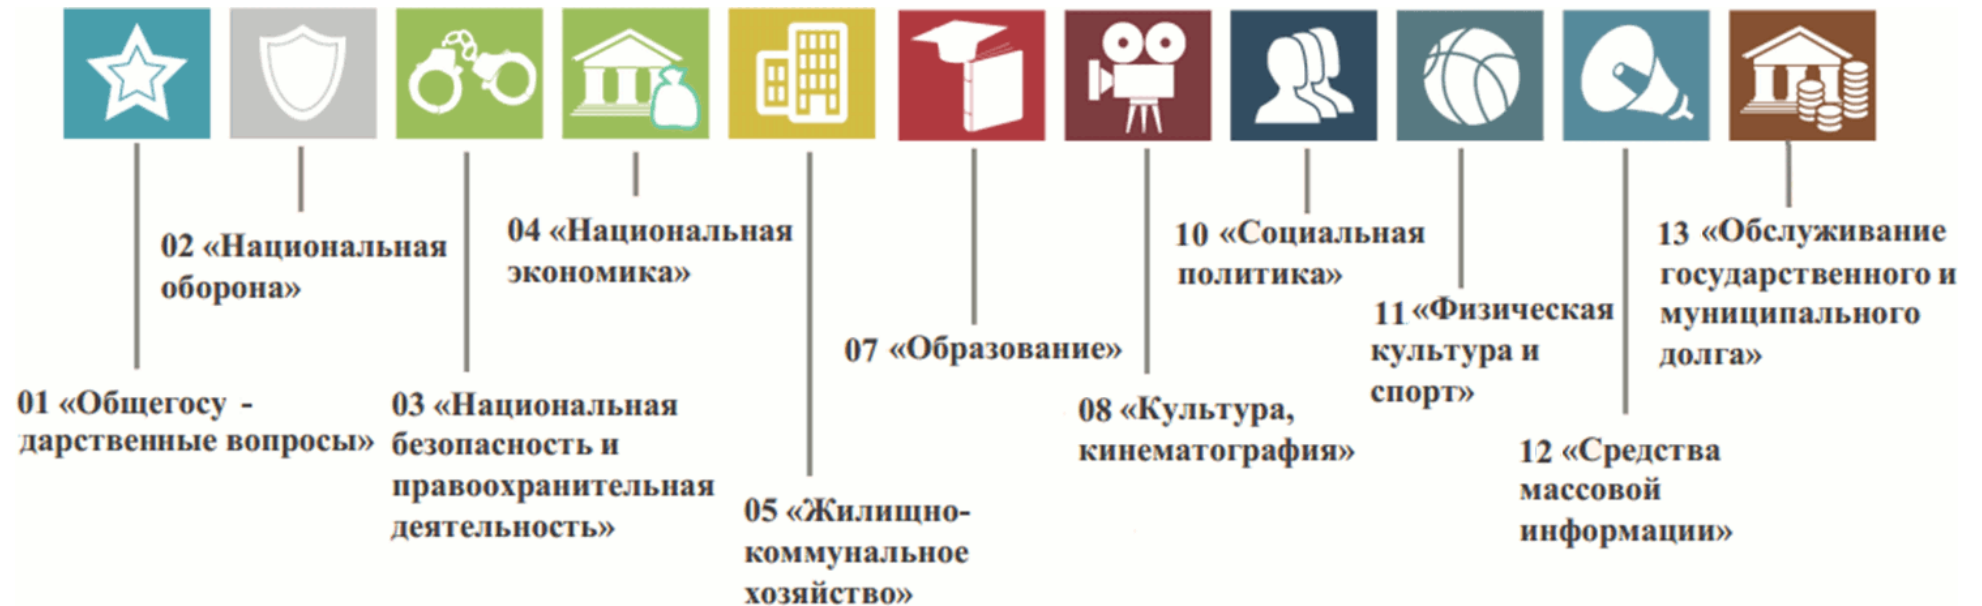 01 «Общегосу -
дарственные вопросы»
02 «Национальная
оборона»
03 «Национальная
безопасность и
правоохранительная
деятельность»
04 «Национальная
экономика»
05 «Жилищно-
коммунальное
хозяйство»
07 «Образование»
08 «Культура,
кинематография»
10 «Социальная
политика»
11 «Физическая
культура и
спорт»
12 «Средства
массовой
информации»
13 «Обслуживание
государственного и
муниципального
долга»